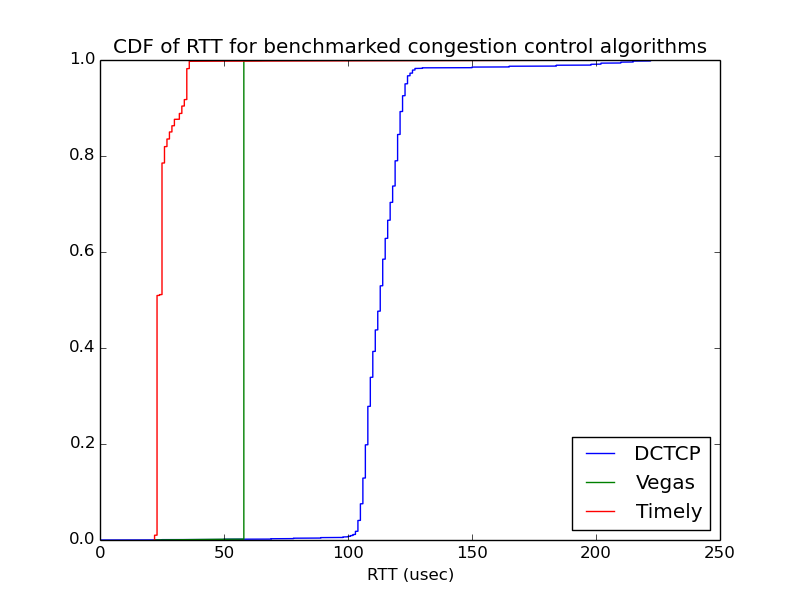 CDF of RTT for benchmarked congestion control algorithms
1.0
0.8
0.6
0.4
0.2
0.0
DCTCP
Vegas
Timely
0 50 100 150 200 250
RTT (usec)